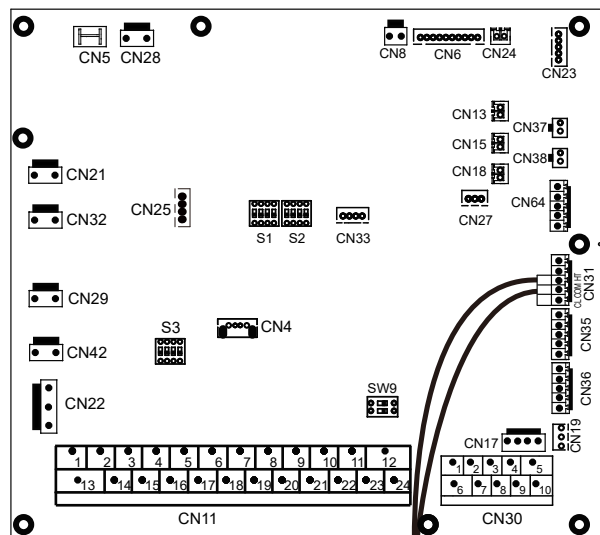 CN5
CN28
CN8
CN6
CN24
CN23
CN13
CN37
CN15
CN38
CN18
CN21
CN32
CN25
S1
S2
CN33
CN27
CN64
CN31
CL COM HT
CN29
CN4
CN35
S3
CN42
CN36
CN22
SW9
CN17
CN19
1 2 3 4 5 6 7 8 9 10 11 12
13 14 15 16 17 18 19 20 21 22 23 24
CN11
1 2 3 4 5
6 7 8 9 10
CN30